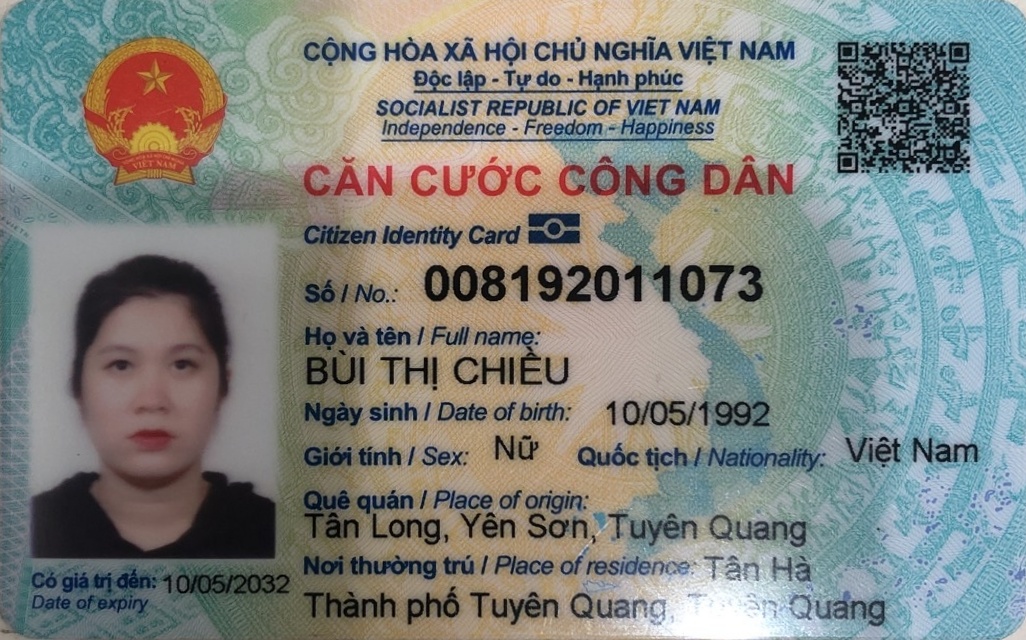 CỘNG HÒA XÃ HỘI CHỦ NGHĨA VIỆT NAM
Độc lập - Tự do - Hạnh phúc
SOCIALIST REPUBLIC OF VIET NAM
Independence - Freedom - Happiness
VIỆT NAM
CĂN CƯỚC CÔNG DÂN
Citizen Identity Card
Số / No.: 008192011073
Họ và tên / Full name:
BÙI THỊ CHIỀU
Ngày sinh / Date of birth: 10/05/1992
Giới tính / Sex: Nữ Quốc tịch / Nationality: Việt Nam
Quê quán / Place of origin:
Tân Long, Yên Sơn, Tuyên Quang
Nơi thường trú / Place of residence: Tân Hà
Thành phố Tuyên Quang, Tuyên Quang
Có giá trị đến: 10/05/2032
Date of expiry